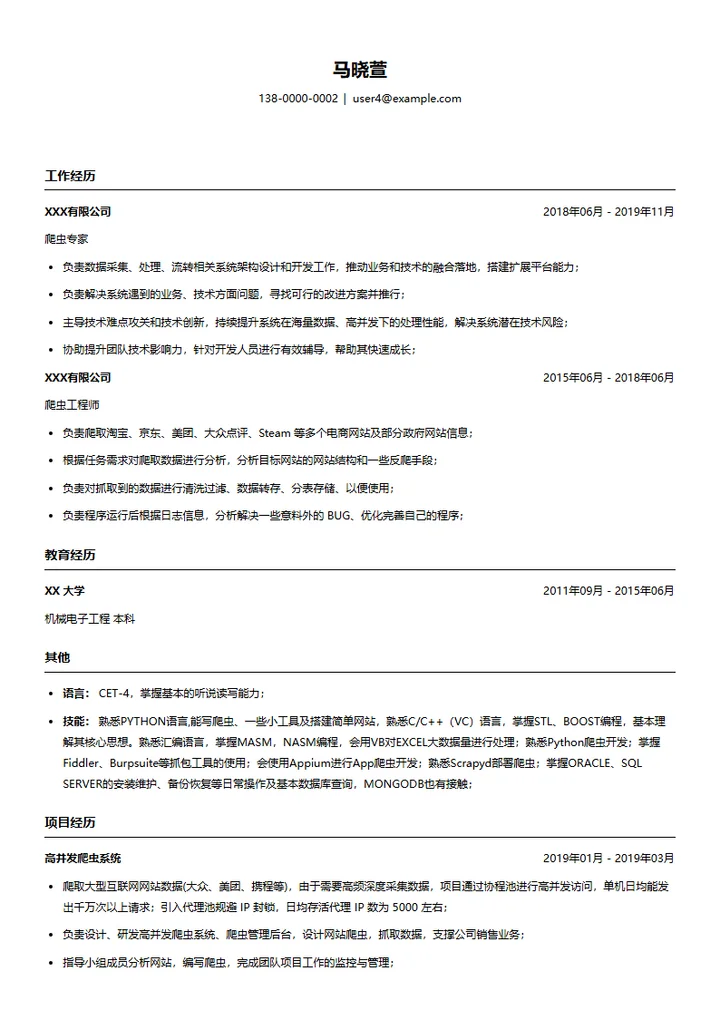 马晓萱
138-0000-0002 | user4@example.com
工作经历
XXX有限公司 2018年06月 - 2019年11月
爬虫专家
• 负责数据采集、处理、流转相关系统架构设计和开发工作，推动业务和技术的融合落地，搭建扩展平台能力；
• 负责解决系统遇到的业务、技术方面问题，寻找可行的改进方案并推行；
• 主导技术难点攻关和技术创新，持续提升系统在海量数据、高并发下的处理性能，解决系统潜在技术风险；
• 协助提升团队技术影响力，针对开发人员进行有效辅导，帮助其快速成长；
XXX有限公司 2015年06月 - 2018年06月
爬虫工程师
• 负责爬取淘宝、京东、美团、大众点评、Steam 等多个电商网站及部分政府网站信息；
• 根据任务需求对爬取数据进行分析，分析目标网站的网站结构和一些反爬手段；
• 负责对抓取到的数据进行清洗过滤、数据转存、分表存储、以便使用；
• 负责程序运行后根据日志信息，分析解决一些意料外的 BUG、优化完善自己的程序；
教育经历
XX 大学 2011年09月 - 2015年06月
机械电子工程 本科
其他
• 语言： CET-4，掌握基本的听说读写能力；
• 技能： 熟悉PYTHON语言,能写爬虫、一些小工具及搭建简单网站，熟悉C/C++（VC）语言，掌握STL、BOOST编程，基本理
解其核心思想。熟悉汇编语言，掌握MASM，NASM编程，会用VB对EXCEL大数据量进行处理；熟悉Python爬虫开发；掌握
Fiddler、Burpsuite等抓包工具的使用；会使用Appium进行App爬虫开发；熟悉Scrapyd部署爬虫；掌握ORACLE、SQL
SERVER的安装维护、备份恢复等日常操作及基本数据库查询，MONGODB也有接触；
项目经历
高并发爬虫系统 2019年01月 - 2019年03月
• 爬取大型互联网网站数据(大众、美团、携程等)，由于需要高频深度采集数据，项目通过协程池进行高并发访问，单机日均能发
出千万次以上请求；引入代理池规避 IP 封锁，日均存活代理 IP 数为 5000 左右；
• 负责设计、研发高并发爬虫系统、爬虫管理后台，设计网站爬虫，抓取数据，支撑公司销售业务；
• 指导小组成员分析网站，编写爬虫，完成团队项目工作的监控与管理；